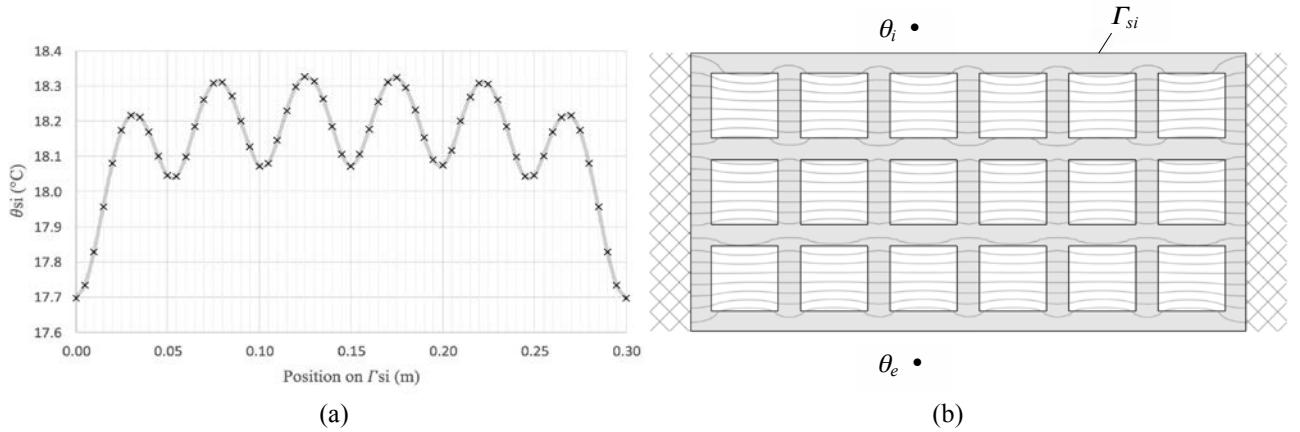 18.4
18.3
18.2
18.1
18.0
17.9
17.8
17.7
17.6
θsi (°C)
0.00 0.05 0.10 0.15 0.20 0.25 0.30
Position on Γsi (m)
(a)
θi
Γsi
θe
(b)